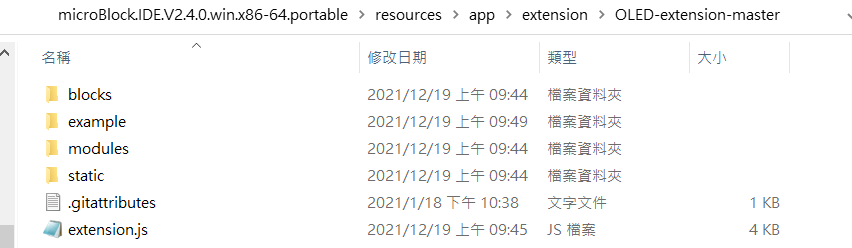 microBlock.IDE.V2.4.0.win.x86-64.portable > resources > app > extension > OLED-extension-master
名稱 修改日期 類型 大小
blocks 2021/12/19 上午 09:44 檔案資料夾
example 2021/12/19 上午 09:49 檔案資料夾
modules 2021/12/19 上午 09:44 檔案資料夾
static 2021/12/19 上午 09:44 檔案資料夾
.gitattributes 2021/1/18 下午 10:38 文字文件 1 KB
extension.js 2021/12/19 上午 09:45 JS 檔案 4 KB